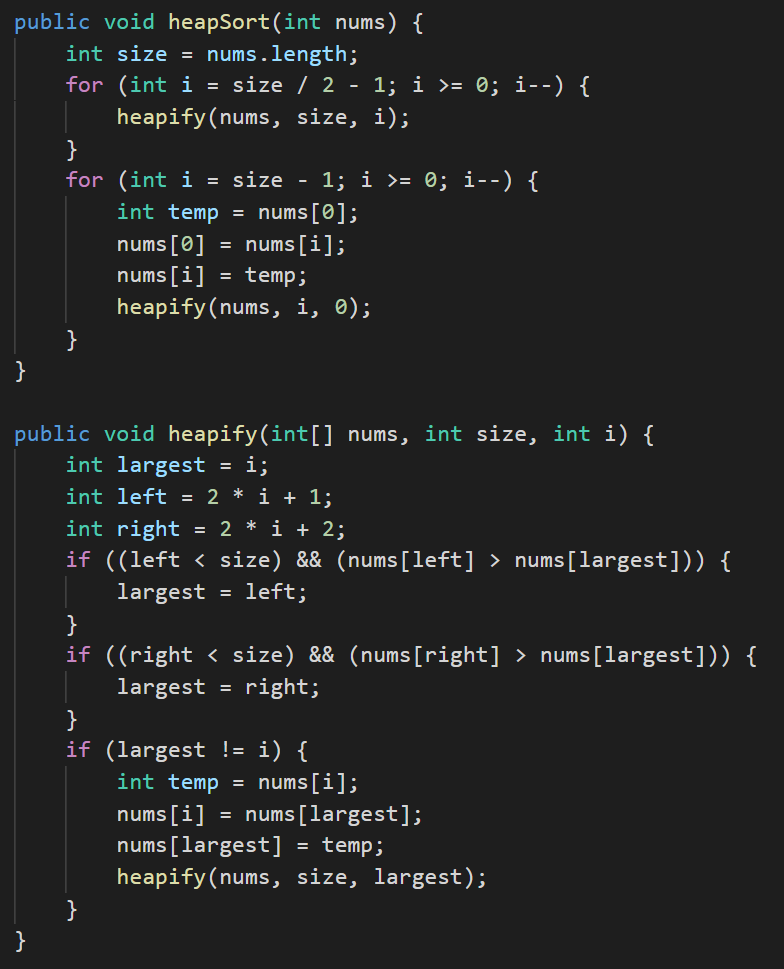 public void heapSort(int nums) {
    int size = nums.length;
    for (int i = size / 2 - 1; i >= 0; i--) {
        heapify(nums, size, i);
    }
    for (int i = size - 1; i >= 0; i--) {
        int temp = nums[0];
        nums[0] = nums[i];
        nums[i] = temp;
        heapify(nums, i, 0);
    }
}

public void heapify(int[] nums, int size, int i) {
    int largest = i;
    int left = 2 * i + 1;
    int right = 2 * i + 2;
    if ((left < size) && (nums[left] > nums[largest])) {
        largest = left;
    }
    if ((right < size) && (nums[right] > nums[largest])) {
        largest = right;
    }
    if (largest != i) {
        int temp = nums[i];
        nums[i] = nums[largest];
        nums[largest] = temp;
        heapify(nums, size, largest);
    }
}